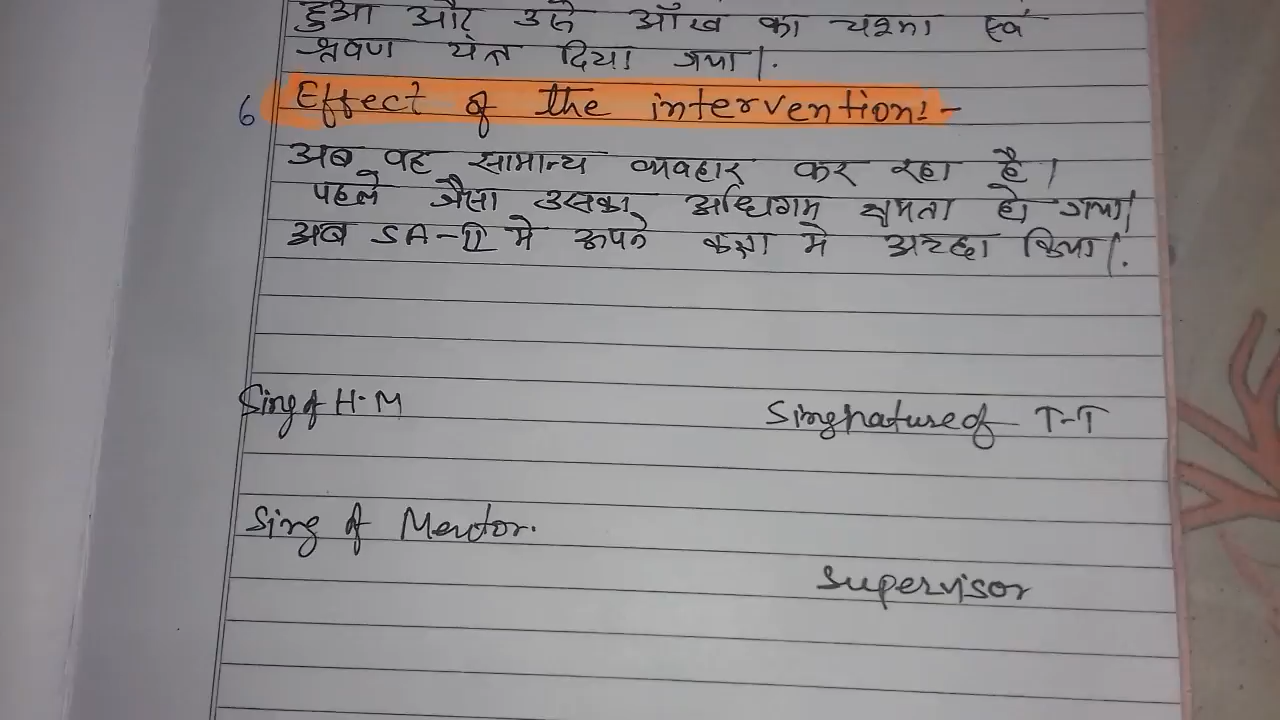 हुआ और उसे आँख का चश्मा एवं
श्रवण यंत्र दिया गया।.
6 Effect of the intervention:-
अब वह सामान्य व्यवहार कर रहा है।
पहले जैसा उसका अधिगम क्षमता हो गया।
अब SA-II मे अपने कक्षा मे अच्छा किया।.
Sing of H.M Singnature of T-T
Sing of Mentor.
Supervisor